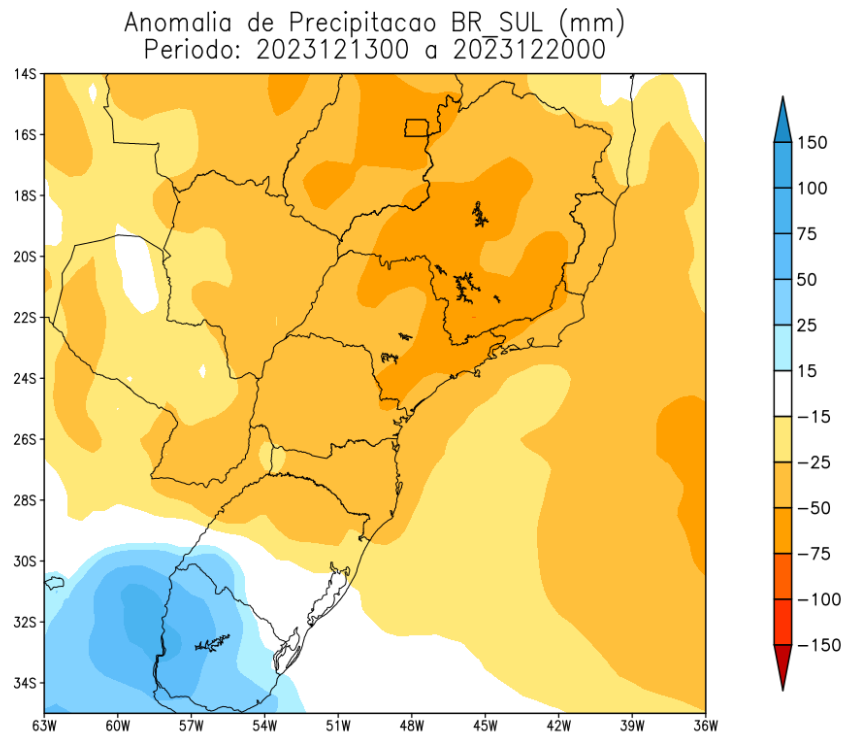 Anomalia de Precipitacao BR_SUL (mm)
Periodo: 2023121300 a 2023122000
14S
16S
18S
20S
22S
24S
26S
28S
30S
32S
34S
63W 60W 57W 54W 51W 48W 45W 42W 39W 36W
150
100
75
50
25
15
-15
-25
-50
-75
-100
-150